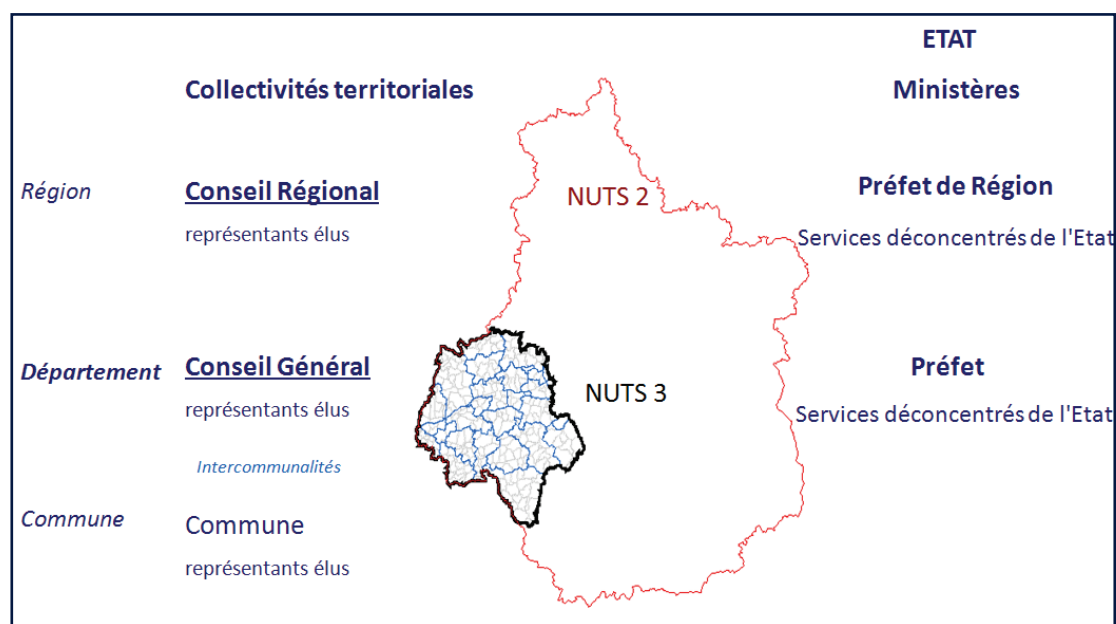 ETAT
Collectivités territoriales
Ministères
Région
Conseil Régional
NUTS 2
Préfet de Région
représentants élus
Services déconcentrés de l'Etat
Département
Conseil Général
NUTS 3
Préfet
représentants élus
Services déconcentrés de l'Etat
Intercommunalités
Commune
Commune
représentants élus